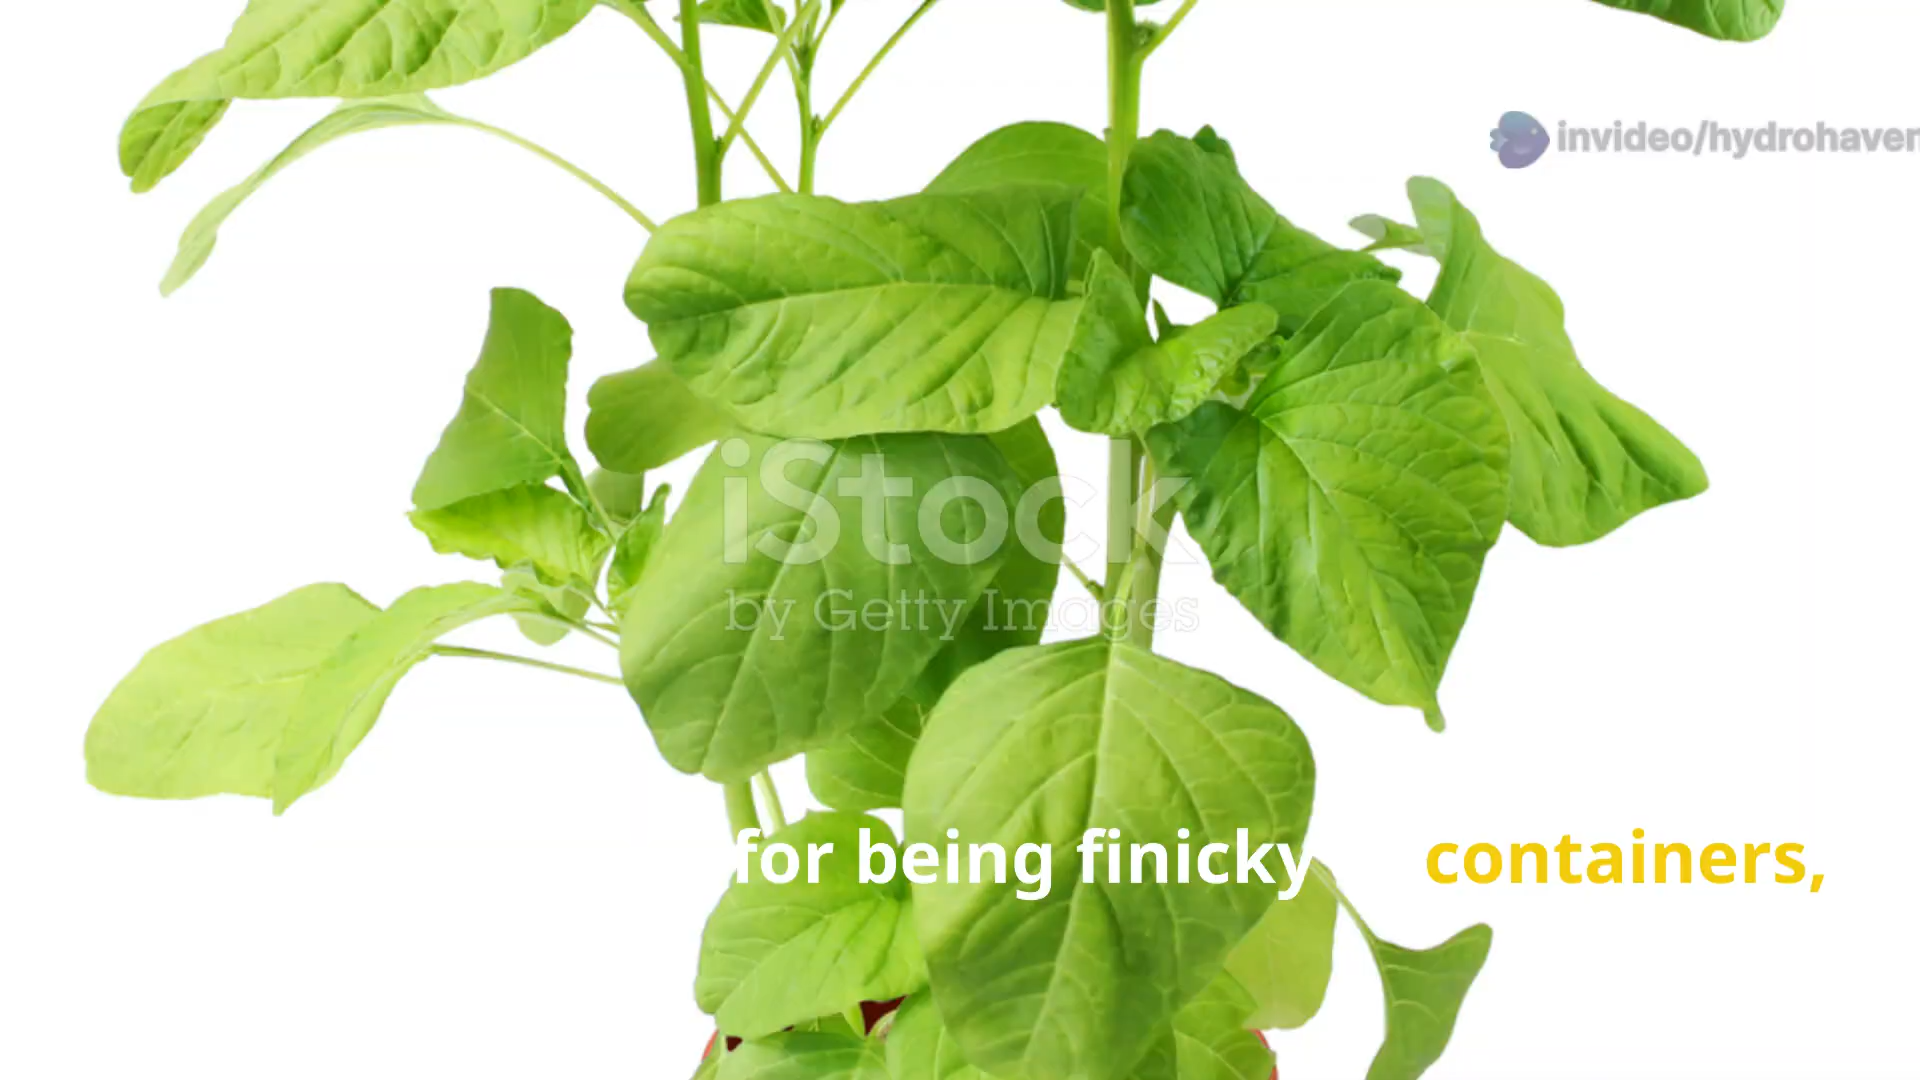 invideo/hydrohaven
iStock
by Getty Images
for being finicky containers,